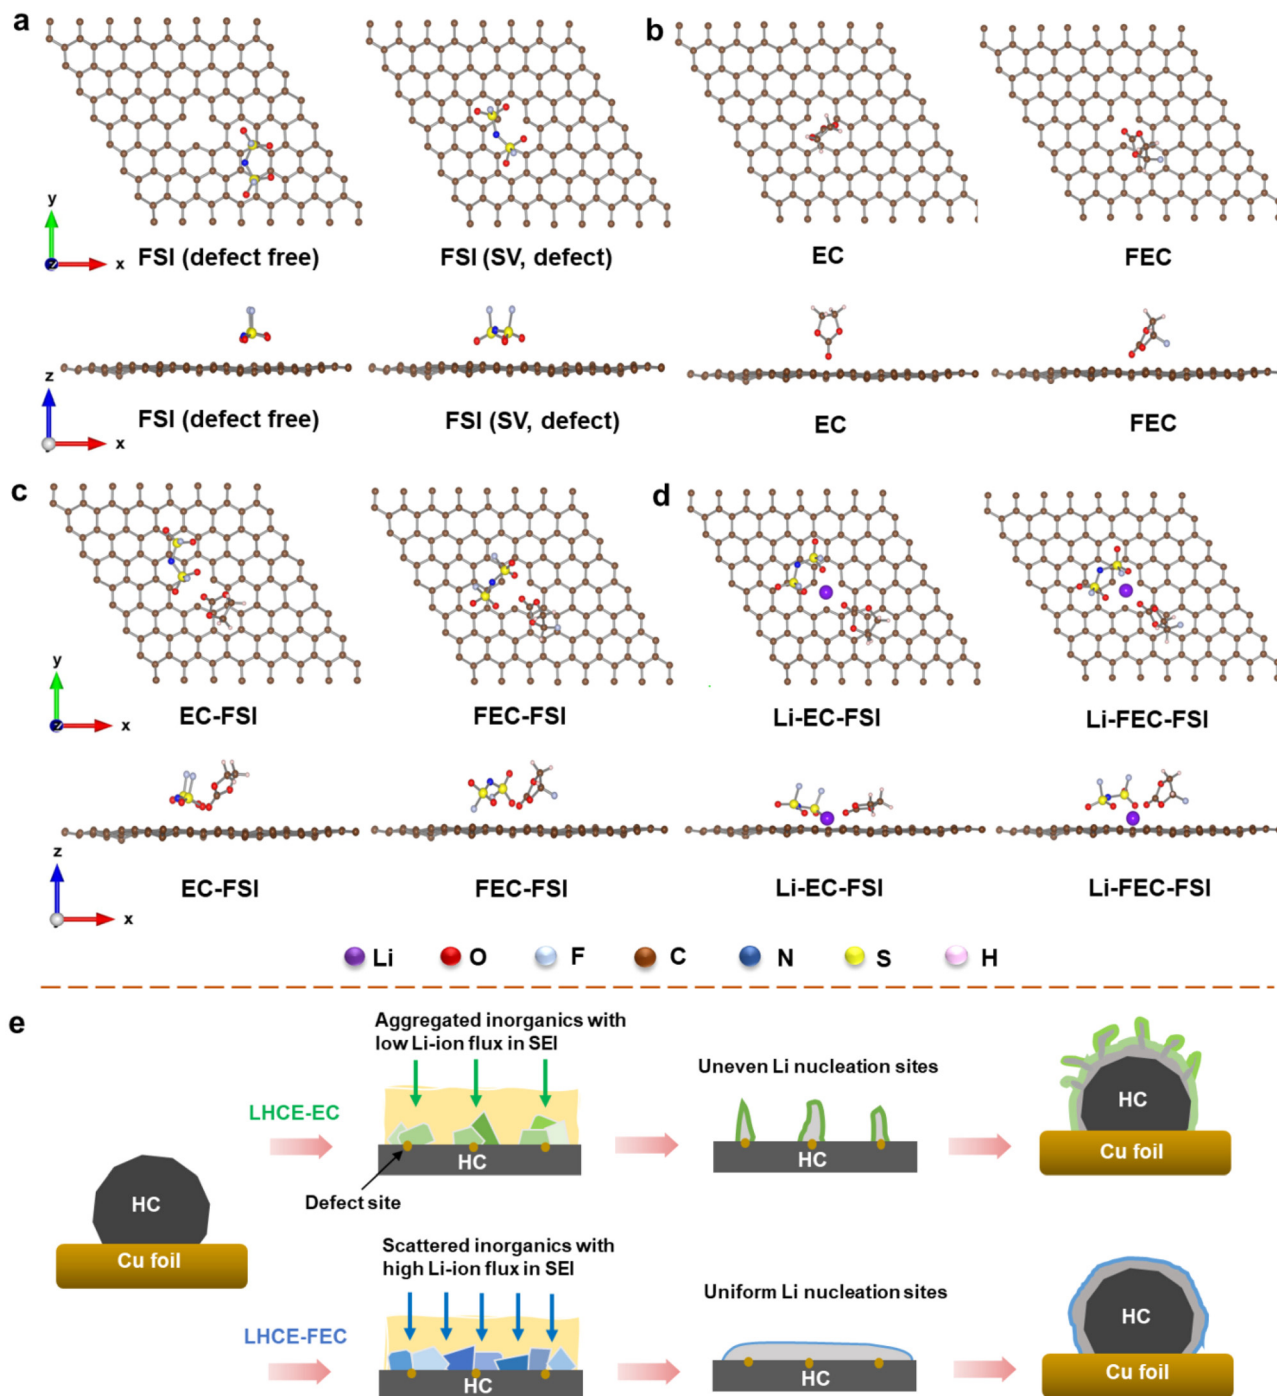 a
b
y
z
x
FSI (defect free)
FSI (SV, defect)
EC
FEC
z
x
FSI (defect free)
FSI (SV, defect)
EC
FEC
c
d
y
z
x
EC-FSI
FEC-FSI
Li-EC-FSI
Li-FEC-FSI
z
x
EC-FSI
FEC-FSI
Li-EC-FSI
Li-FEC-FSI
Li
O
F
C
N
S
H
e
Aggregated inorganics with
low Li-ion flux in SEI
Uneven Li nucleation sites
LHCE-EC
HC
HC
HC
Cu foil
Defect site
HC
Cu foil
Scattered inorganics with
high Li-ion flux in SEI
Uniform Li nucleation sites
LHCE-FEC
HC
HC
HC
Cu foil